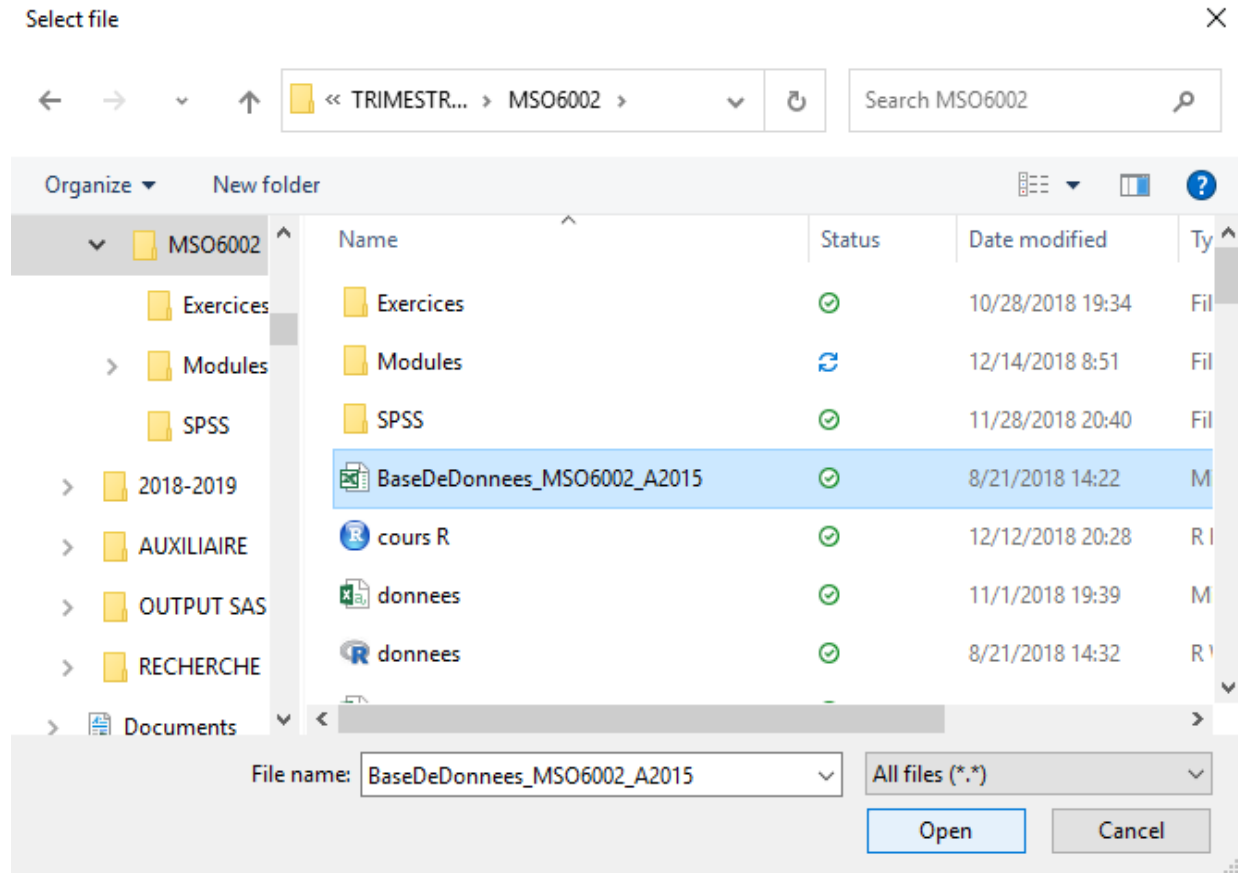 Select file
« TRIMESTR... > MSO6002 >
Search MSO6002
Organize
New folder
MSO6002
Exercices
Modules
SPSS
2018-2019
AUXILIAIRE
OUTPUT SAS
RECHERCHE
Documents
Name Status Date modified Ty
Exercices 10/28/2018 19:34 Fil
Modules 12/14/2018 8:51 Fil
SPSS 11/28/2018 20:40 Fil
BaseDeDonnees_MSO6002_A2015 8/21/2018 14:22 M
cours R 12/12/2018 20:28 R
donnees 11/1/2018 19:39 M
donnees 8/21/2018 14:32 R
File name: BaseDeDonnees_MSO6002_A2015 All files (*.*)
Open Cancel